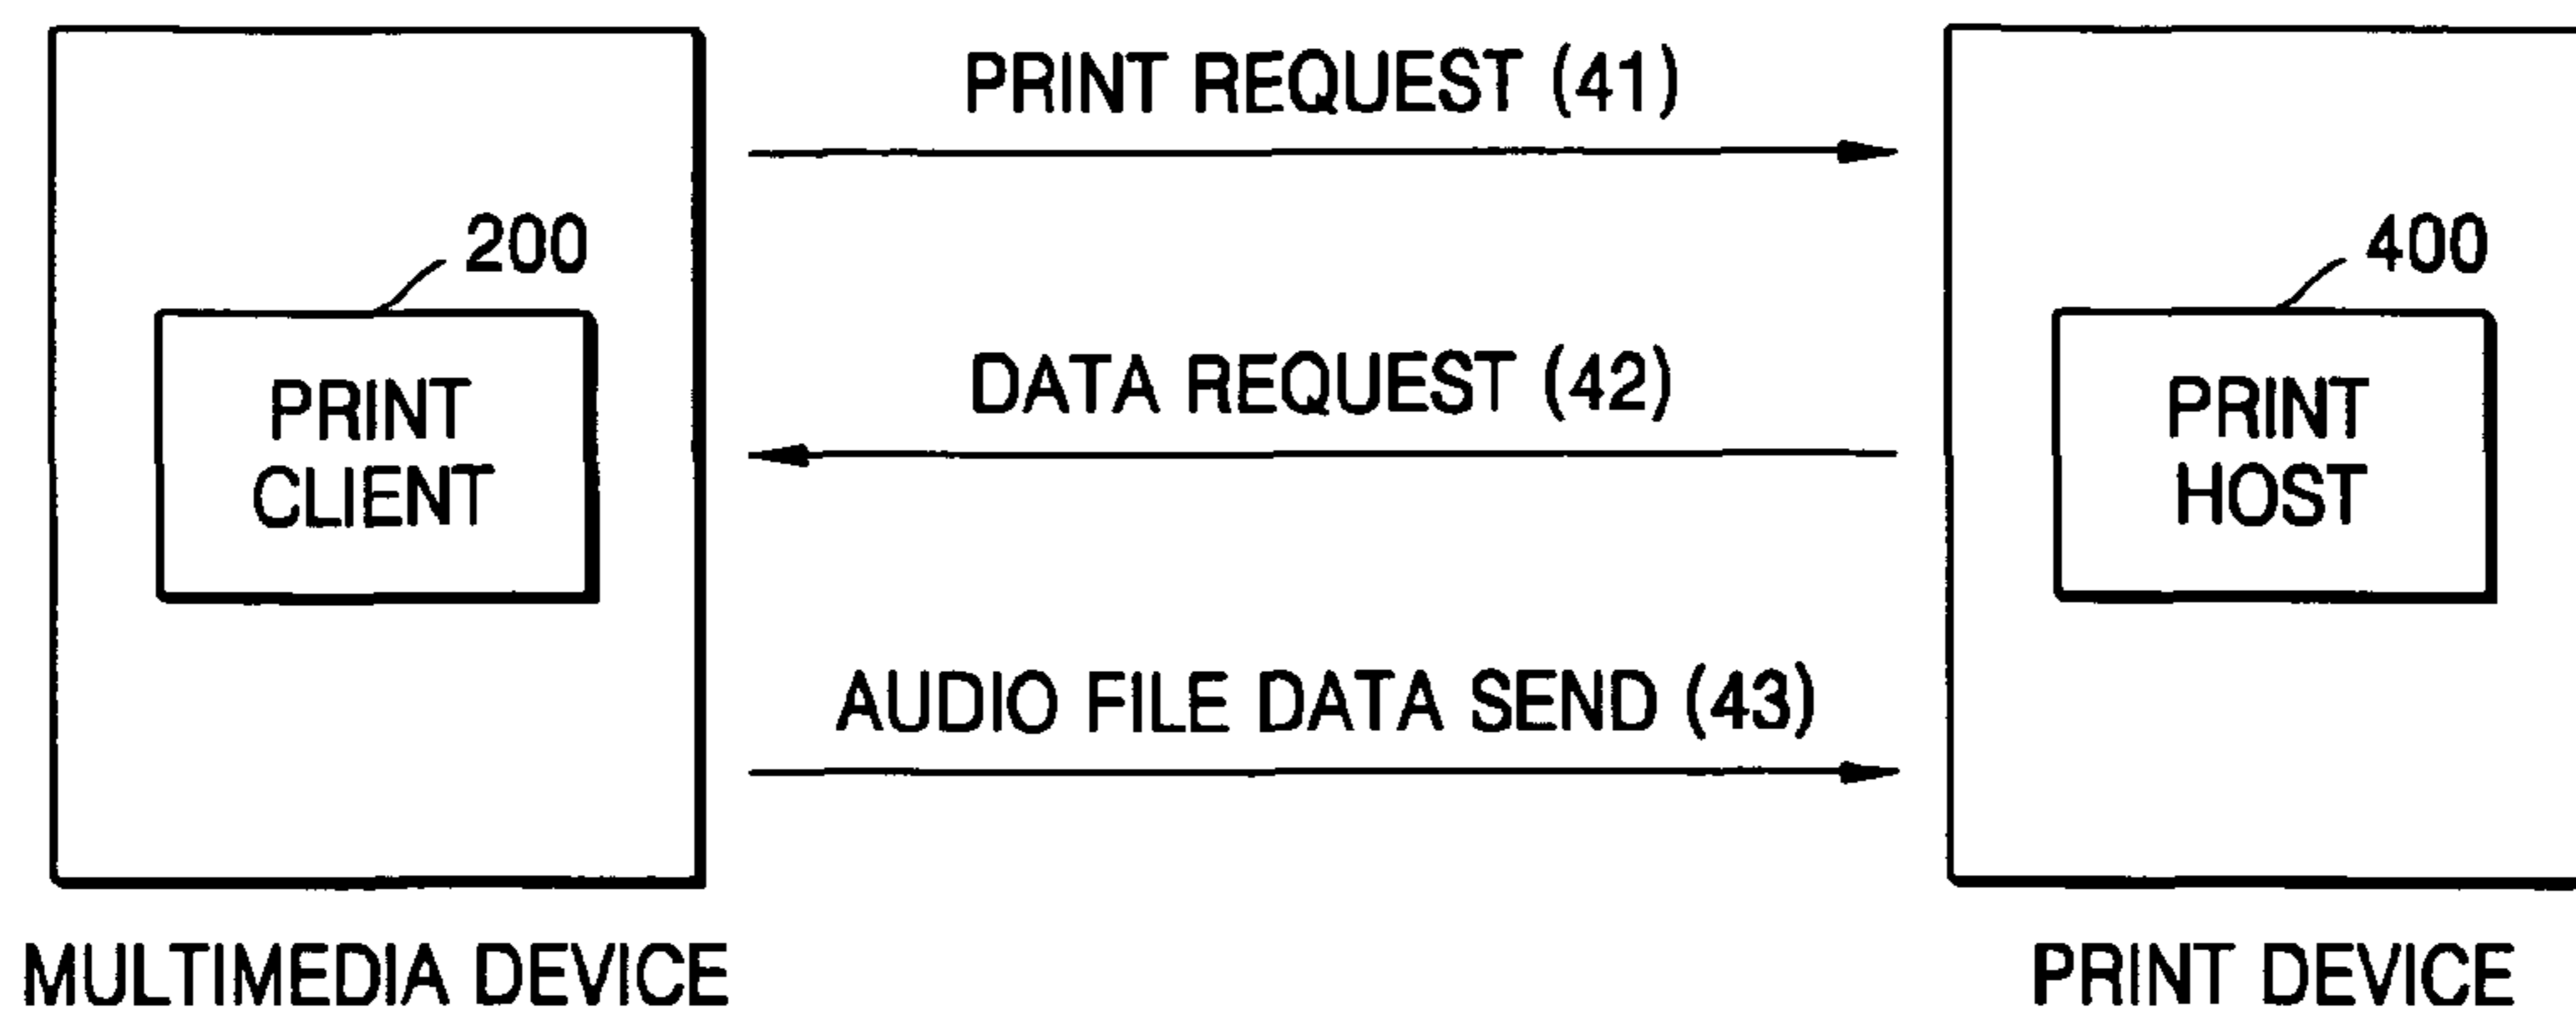 PRINT REQUEST (41)
200
400
PRINT
CLIENT
DATA REQUEST (42)
PRINT
HOST
AUDIO FILE DATA SEND (43)
MULTIMEDIA DEVICE
PRINT DEVICE